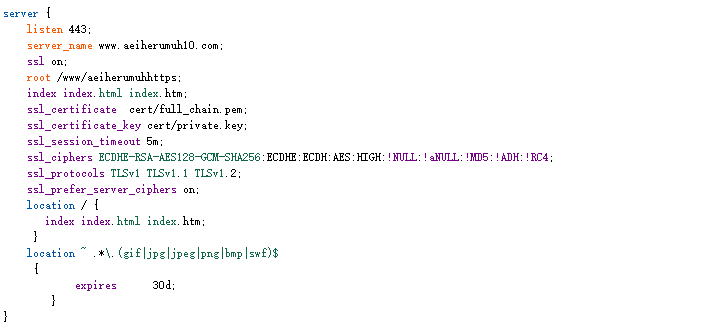 server {
listen 443;
server_name www.aeiherumuh10.com;
ssl on;
root /www/aeiherumuhhttps;
index index.html index.htm;
ssl_certificate  cert/full_chain.pem;
ssl_certificate_key cert/private.key;
ssl_session_timeout 5m;
ssl_ciphers ECDHE-RSA-AES128-GCM-SHA256:ECDHE:ECDH:AES:HIGH:!NULL:!aNULL:!MD5:!ADH:!RC4;
ssl_protocols TLSv1 TLSv1.1 TLSv1.2;
ssl_prefer_server_ciphers on;
location / {
index index.html index.htm;
}
location ~ .*\.(gif|jpg|jpeg|png|bmp|swf)$
{
expires      30d;
}
}